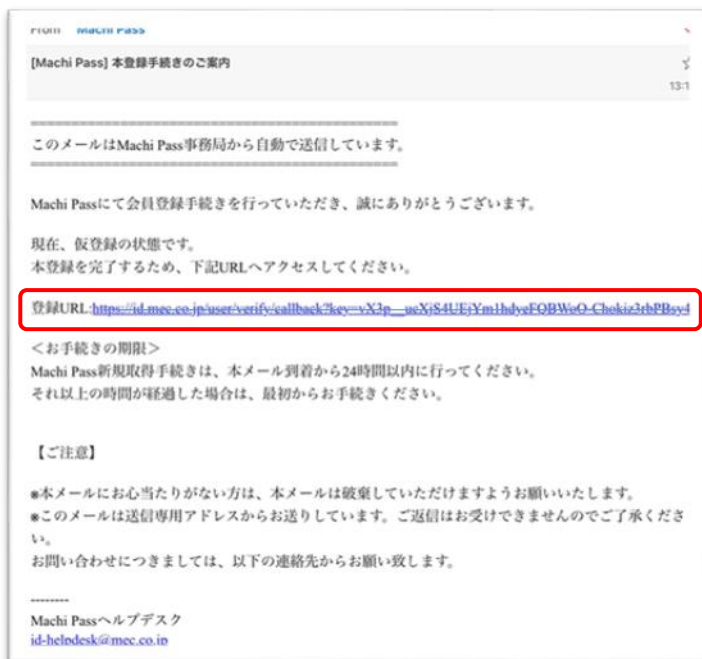 From Machi Pass
[Machi Pass] 本登録手続きのご案内
13:1
このメールはMachi Pass事務局から自動で送信しています。
Machi Passにて会員登録手続きを行っていただき、誠にありがとうございます。
現在、仮登録の状態です。
本登録を完了するため、下記URLへアクセスしてください。
登録URL:
＜お手続きの期限＞
Machi Pass新規取得手続きは、本メール到着から24時間以内に行ってください。
それ以上の時間が経過した場合は、最初からお手続きください。
【ご注意】
※本メールにお心当たりがない方は、本メールは破棄していただけますようお願いいたします。
※このメールは送信専用アドレスからお送りしています。ご返信はお受けできませんのでご了承くださ
い。
お問い合わせにつきましては、以下の連絡先からお願い致します。
--------
Machi Passヘルプデスク
id-helpdesk@mec.co.jp